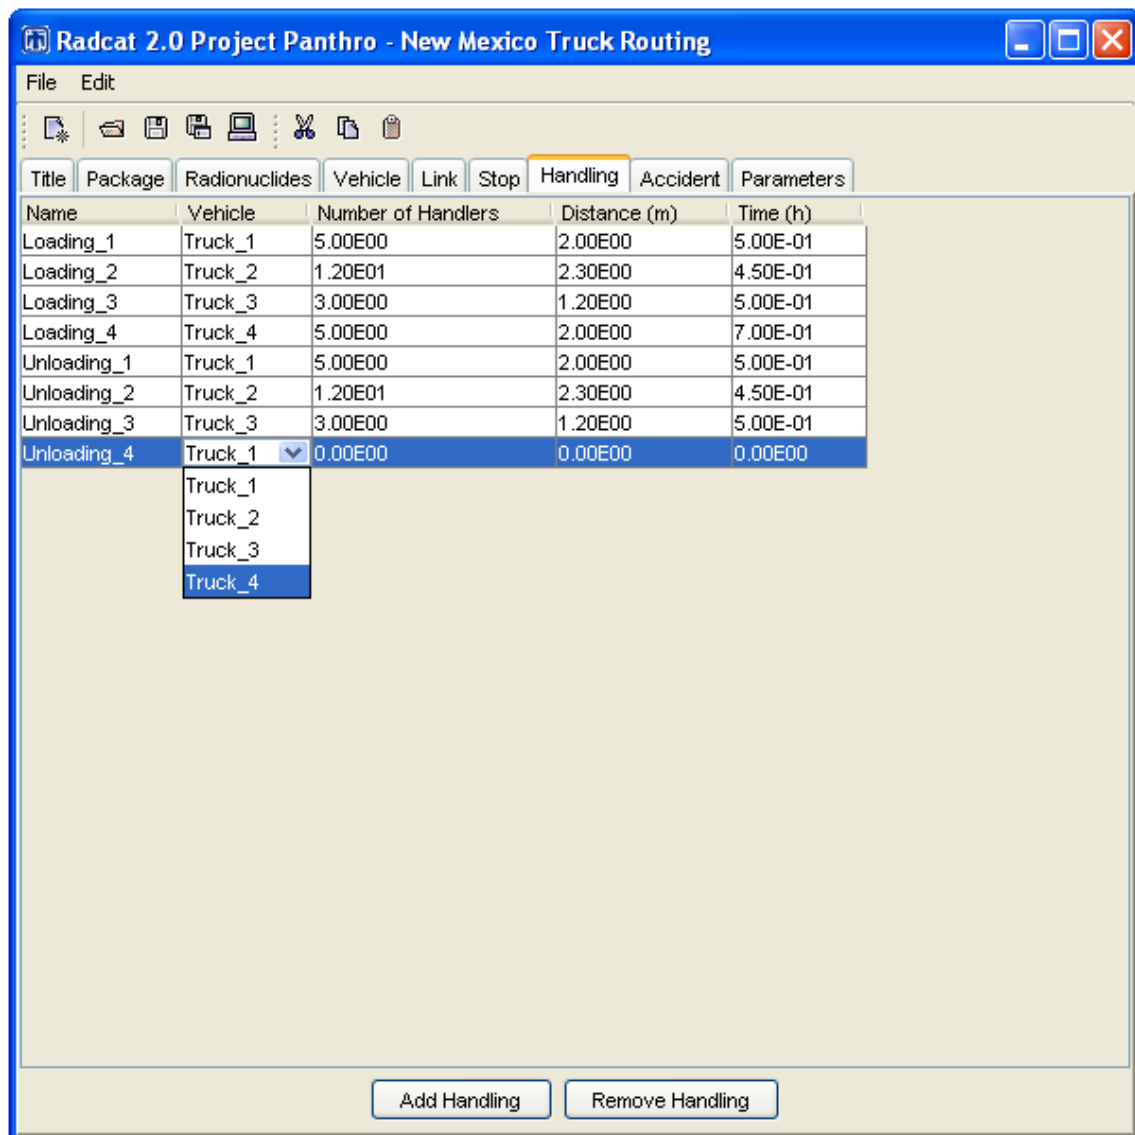 Radcat 2.0 Project Panthro - New Mexico Truck Routing
File Edit
Title Package Radionuclides Vehicle Link Stop Handling Accident Parameters
Name Vehicle Number of Handlers Distance (m) Time (h)
Loading_1 Truck_1 5.00E00 2.00E00 5.00E-01
Loading_2 Truck_2 1.20E01 2.30E00 4.50E-01
Loading_3 Truck_3 3.00E00 1.20E00 5.00E-01
Loading_4 Truck_4 5.00E00 2.00E00 7.00E-01
Unloading_1 Truck_1 5.00E00 2.00E00 5.00E-01
Unloading_2 Truck_2 1.20E01 2.30E00 4.50E-01
Unloading_3 Truck_3 3.00E00 1.20E00 5.00E-01
Unloading_4 Truck_1 0.00E00 0.00E00 0.00E00
Truck_1
Truck_2
Truck_3
Truck_4
Add Handling Remove Handling